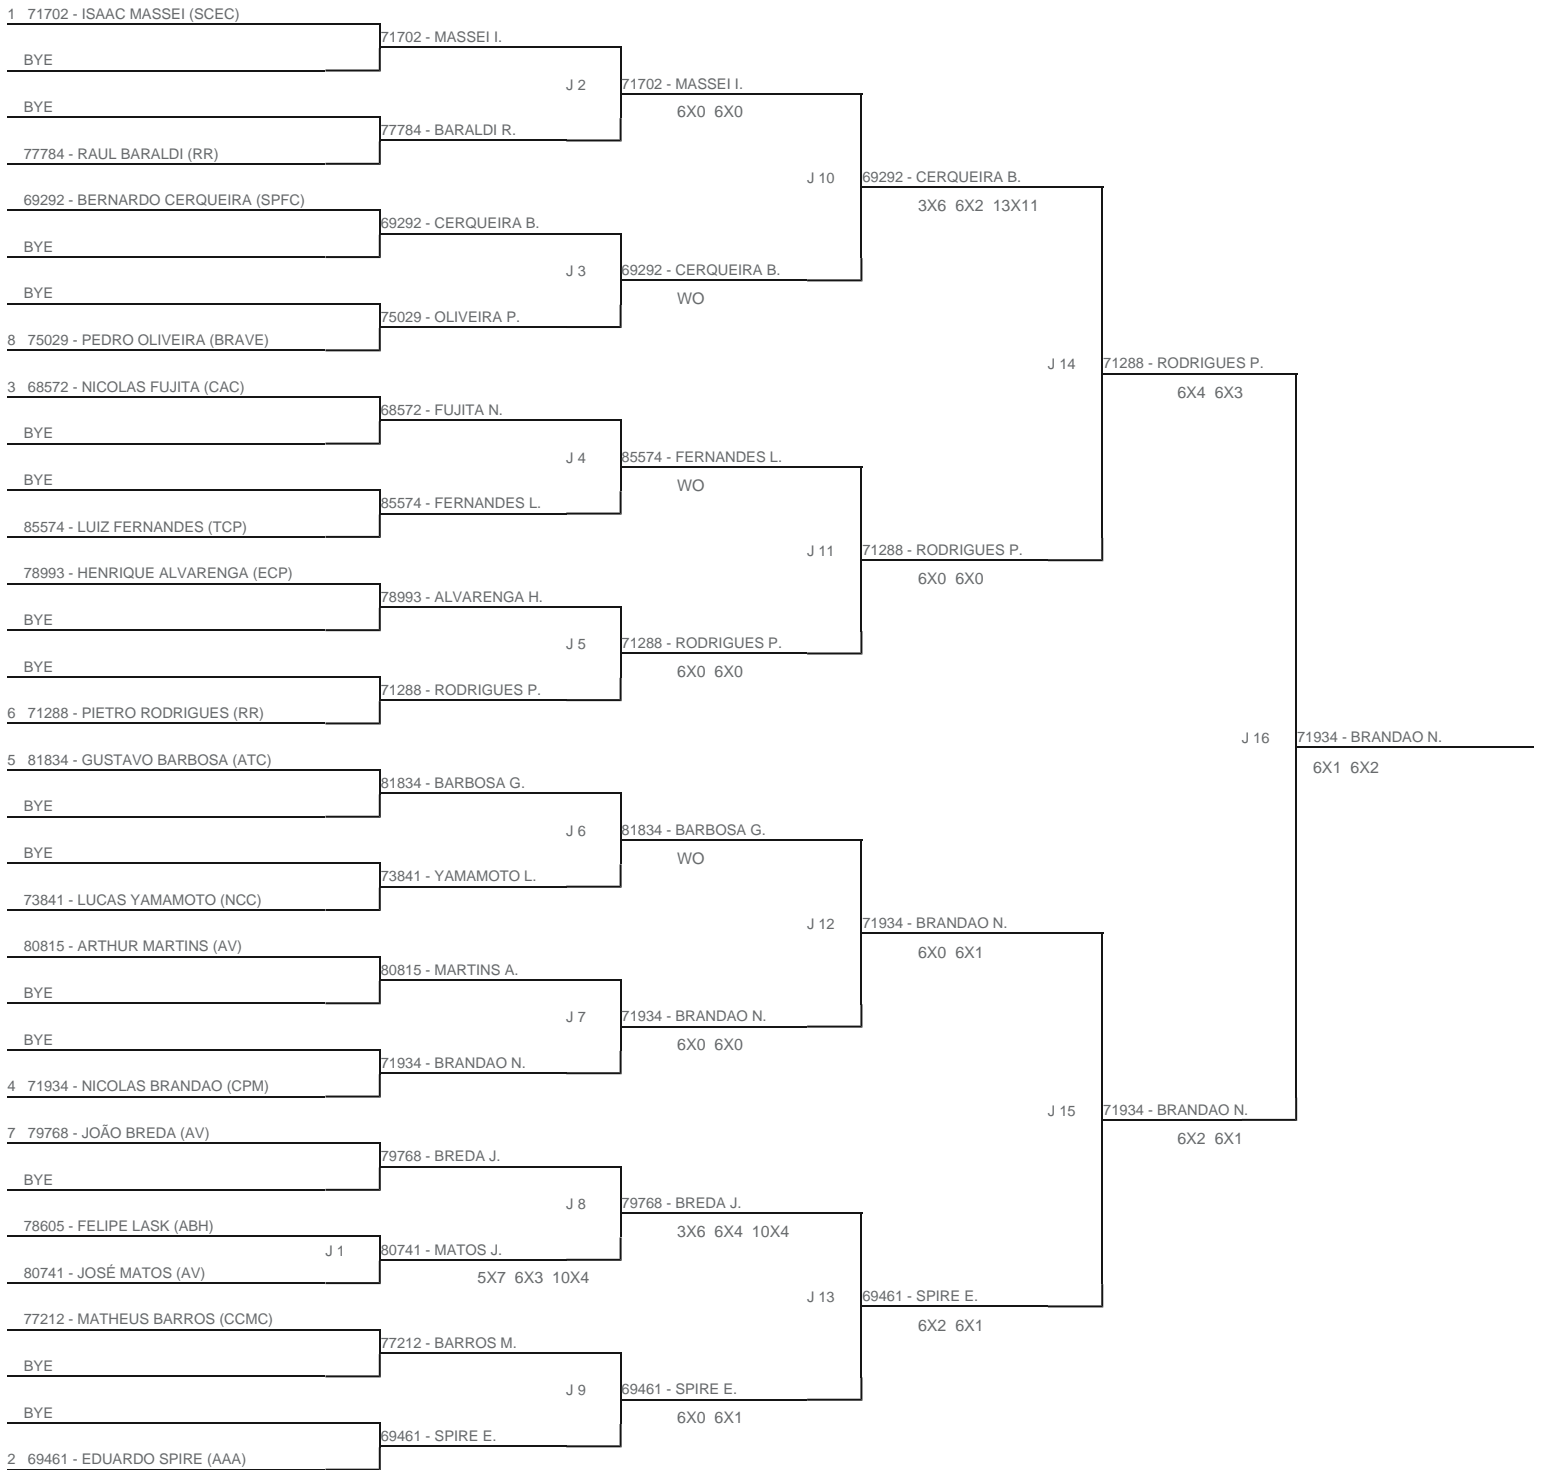 1 71702 - ISAAC MASSEI (SCEC)
BYE
BYE
77784 - RAUL BARALDI (RR)
69292 - BERNARDO CERQUEIRA (SPFC)
BYE
BYE
8 75029 - PEDRO OLIVEIRA (BRAVE)
3 68572 - NICOLAS FUJITA (CAC)
BYE
BYE
85574 - LUIZ FERNANDES (TCP)
78993 - HENRIQUE ALVARENGA (ECP)
BYE
BYE
6 71288 - PIETRO RODRIGUES (RR)
5 81834 - GUSTAVO BARBOSA (ATC)
BYE
BYE
73841 - LUCAS YAMAMOTO (NCC)
80815 - ARTHUR MARTINS (AV)
BYE
BYE
4 71934 - NICOLAS BRANDAO (CPM)
7 79768 - JOÃO BREDA (AV)
BYE
78605 - FELIPE LASK (ABH)
J 1
80741 - JOSÉ MATOS (AV)
77212 - MATHEUS BARROS (CCMC)
BYE
BYE
2 69461 - EDUARDO SPIRE (AAA)
71702 - MASSEI I.
J 2
77784 - BARALDI R.
69292 - CERQUEIRA B.
J 3
75029 - OLIVEIRA P.
68572 - FUJITA N.
J 4
85574 - FERNANDES L.
78993 - ALVARENGA H.
J 5
71288 - RODRIGUES P.
81834 - BARBOSA G.
J 6
73841 - YAMAMOTO L.
80815 - MARTINS A.
J 7
71934 - BRANDAO N.
79768 - BREDA J.
J 8
80741 - MATOS J.
5X7 6X3 10X4
77212 - BARROS M.
J 9
69461 - SPIRE E.
71702 - MASSEI I.
6X0 6X0
J 10
69292 - CERQUEIRA B.
WO
85574 - FERNANDES L.
WO
J 11
71288 - RODRIGUES P.
6X0 6X0
81834 - BARBOSA G.
WO
J 12
71934 - BRANDAO N.
6X0 6X0
79768 - BREDA J.
3X6 6X4 10X4
J 13
69461 - SPIRE E.
6X0 6X1
69292 - CERQUEIRA B.
3X6 6X2 13X11
J 14
71288 - RODRIGUES P.
6X0 6X0
71934 - BRANDAO N.
6X0 6X1
J 15
69461 - SPIRE E.
6X2 6X1
71288 - RODRIGUES P.
6X4 6X3
J 16
71934 - BRANDAO N.
6X2 6X1
71934 - BRANDAO N.
6X1 6X2